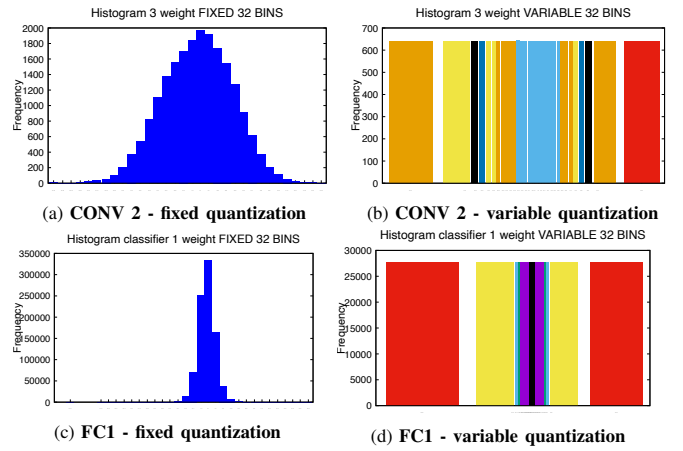 Histogram 3 weight FIXED 32 BINS
Frequency
2000
1800
1600
1400
1200
1000
800
600
400
200
0
(a) CONV 2 - fixed quantization
Histogram 3 weight VARIABLE 32 BINS
Frequency
700
600
500
400
300
200
100
0
(b) CONV 2 - variable quantization
Histogram classifier 1 weight FIXED 32 BINS
Frequency
350000
300000
250000
200000
150000
100000
50000
0
(c) FC1 - fixed quantization
Histogram classifier 1 weight VARIABLE 32 BINS
Frequency
30000
25000
20000
15000
10000
5000
0
(d) FC1 - variable quantization